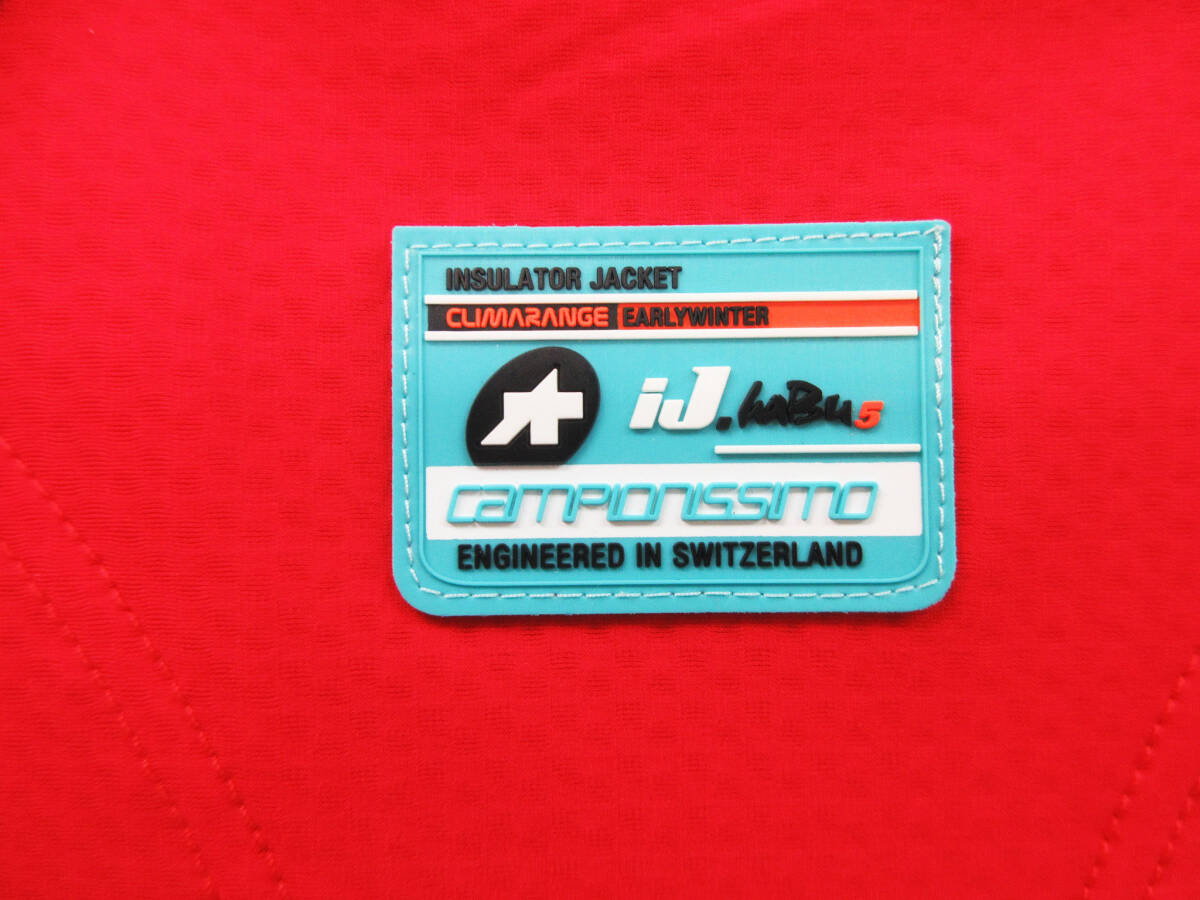 INSULATOR JACKET
CLIMARANGE EARLYWINTER
iJ.haBu5
CAMPIONISSIMO
ENGINEERED IN SWITZERLAND